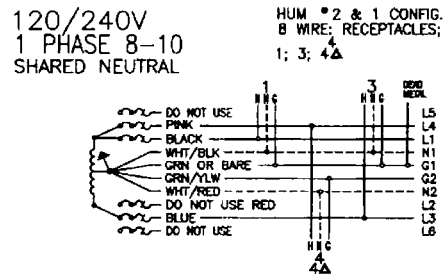 120/240V
1 PHASE 8-10
SHARED NEUTRAL
HUM #2 & 1 CONFIG.
8 WIRE: RECEPTACLES;
4
1; 3; 4Δ
1
H N G
3
H N G
DEAD
METAL
DO NOT USE L5
PINK L4
BLACK L1
WHT/BLK N1
GRN OR BARE G1
GRN/YLW G2
WHT/RED N2
DO NOT USE RED L2
BLUE L3
DO NOT USE L6
H N G
4
4Δ